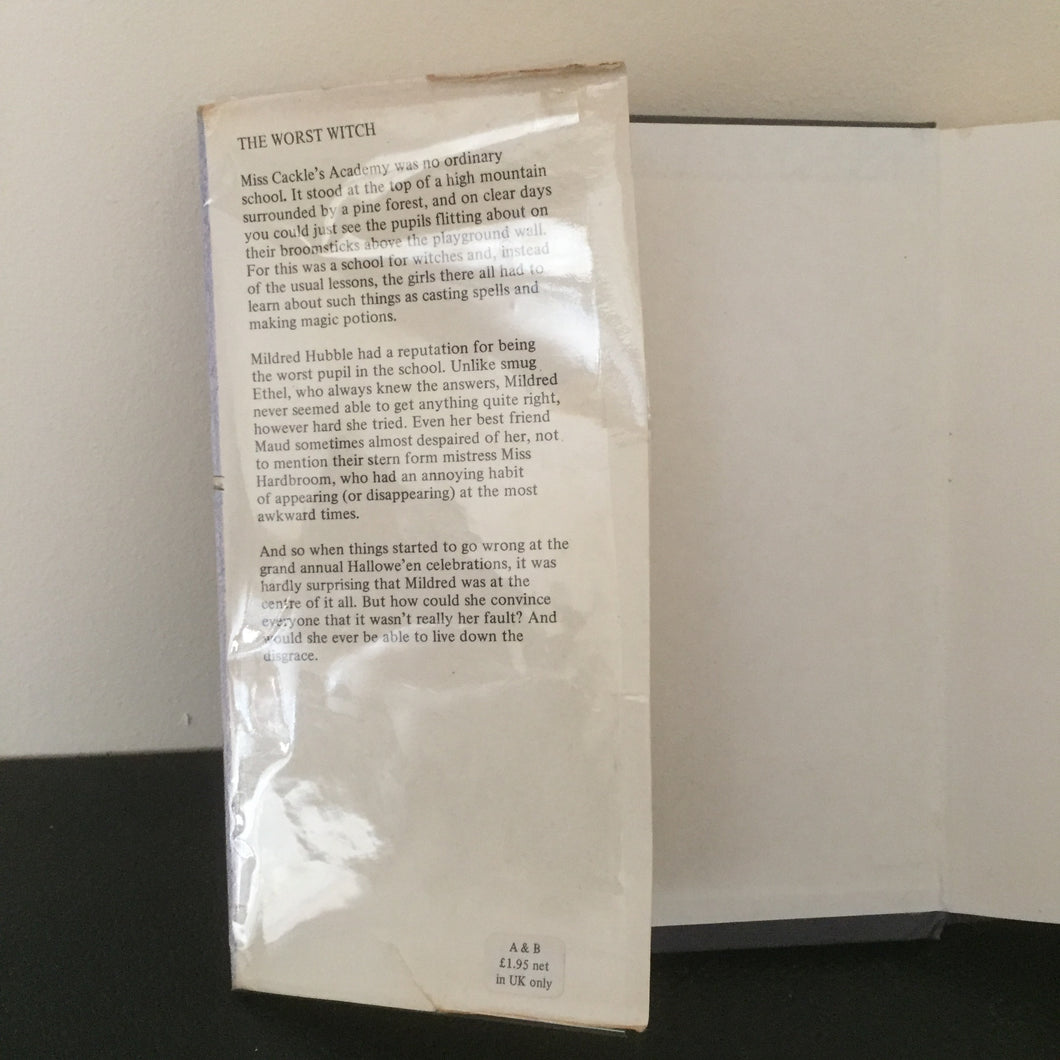 THE WORST WITCH
Miss Cackle's Academy was no ordinary
school. It stood at the top of a high mountain
surrounded by a pine forest, and on clear days
you could just see the pupils flitting about on
their broomsticks above the playground wall.
For this was a school for witches and, instead
of the usual lessons, the girls there all had to
learn about such things as casting spells and
making magic potions.
Mildred Hubble had a reputation for being
the worst pupil in the school. Unlike smug
Ethel, who always knew the answers, Mildred
never seemed able to get anything quite right,
however hard she tried. Even her best friend
Maud sometimes almost despaired of her, not
to mention their stern form mistress Miss
Hardbroom, who had an annoying habit
of appearing (or disappearing) at the most
awkward times.
And so when things started to go wrong at the
grand annual Hallowe'en celebrations, it was
hardly surprising that Mildred was at the
centre of it all. But how could she convince
everyone that it wasn't really her fault? And
would she ever be able to live down the
disgrace.
A & B
£1.95 net
in UK only